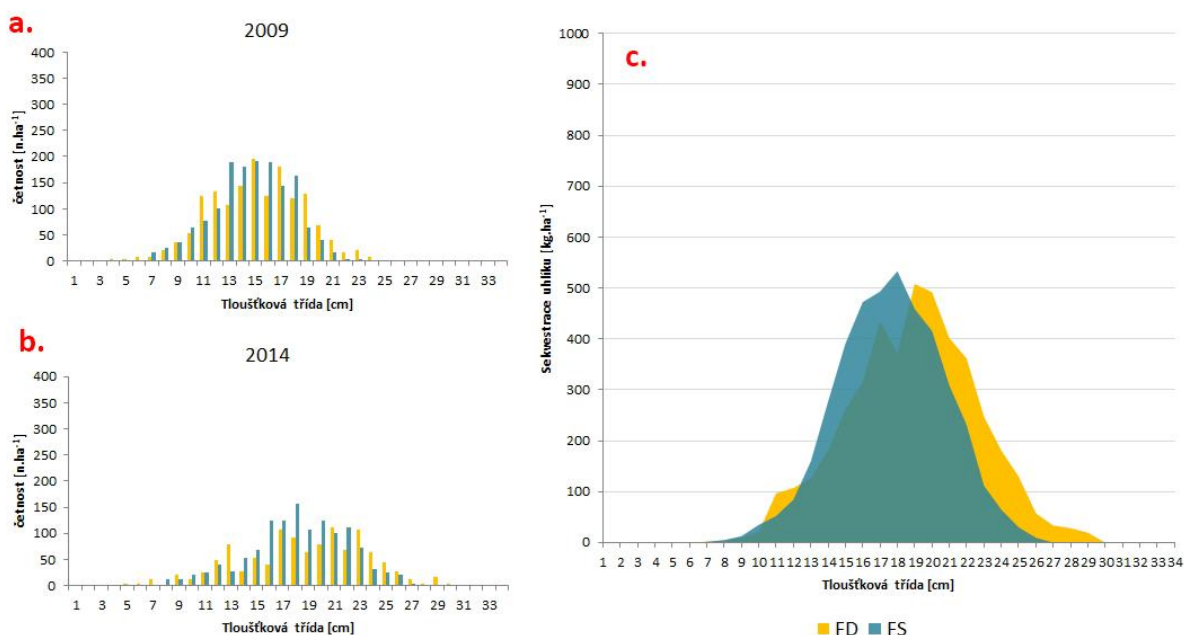 a.
2009
400
350
300
250
200
150
100
50
0
četnost [n.ha-1]
1 3 5 7 9 11 13 15 17 19 21 23 25 27 29 31 33
Tloušťková třída [cm]
b.
2014
400
350
300
250
200
150
100
50
0
četnost [n.ha-1]
1 3 5 7 9 11 13 15 17 19 21 23 25 27 29 31 33
Tloušťková třída [cm]
c.
1000
900
800
700
600
500
400
300
200
100
0
Sekvestrace uhlíku [kg.ha-1]
1 2 3 4 5 6 7 8 9 10 11 12 13 14 15 16 17 18 19 20 21 22 23 24 25 26 27 28 29 30 31 32 33 34
Tloušťková třída [cm]
FD FS